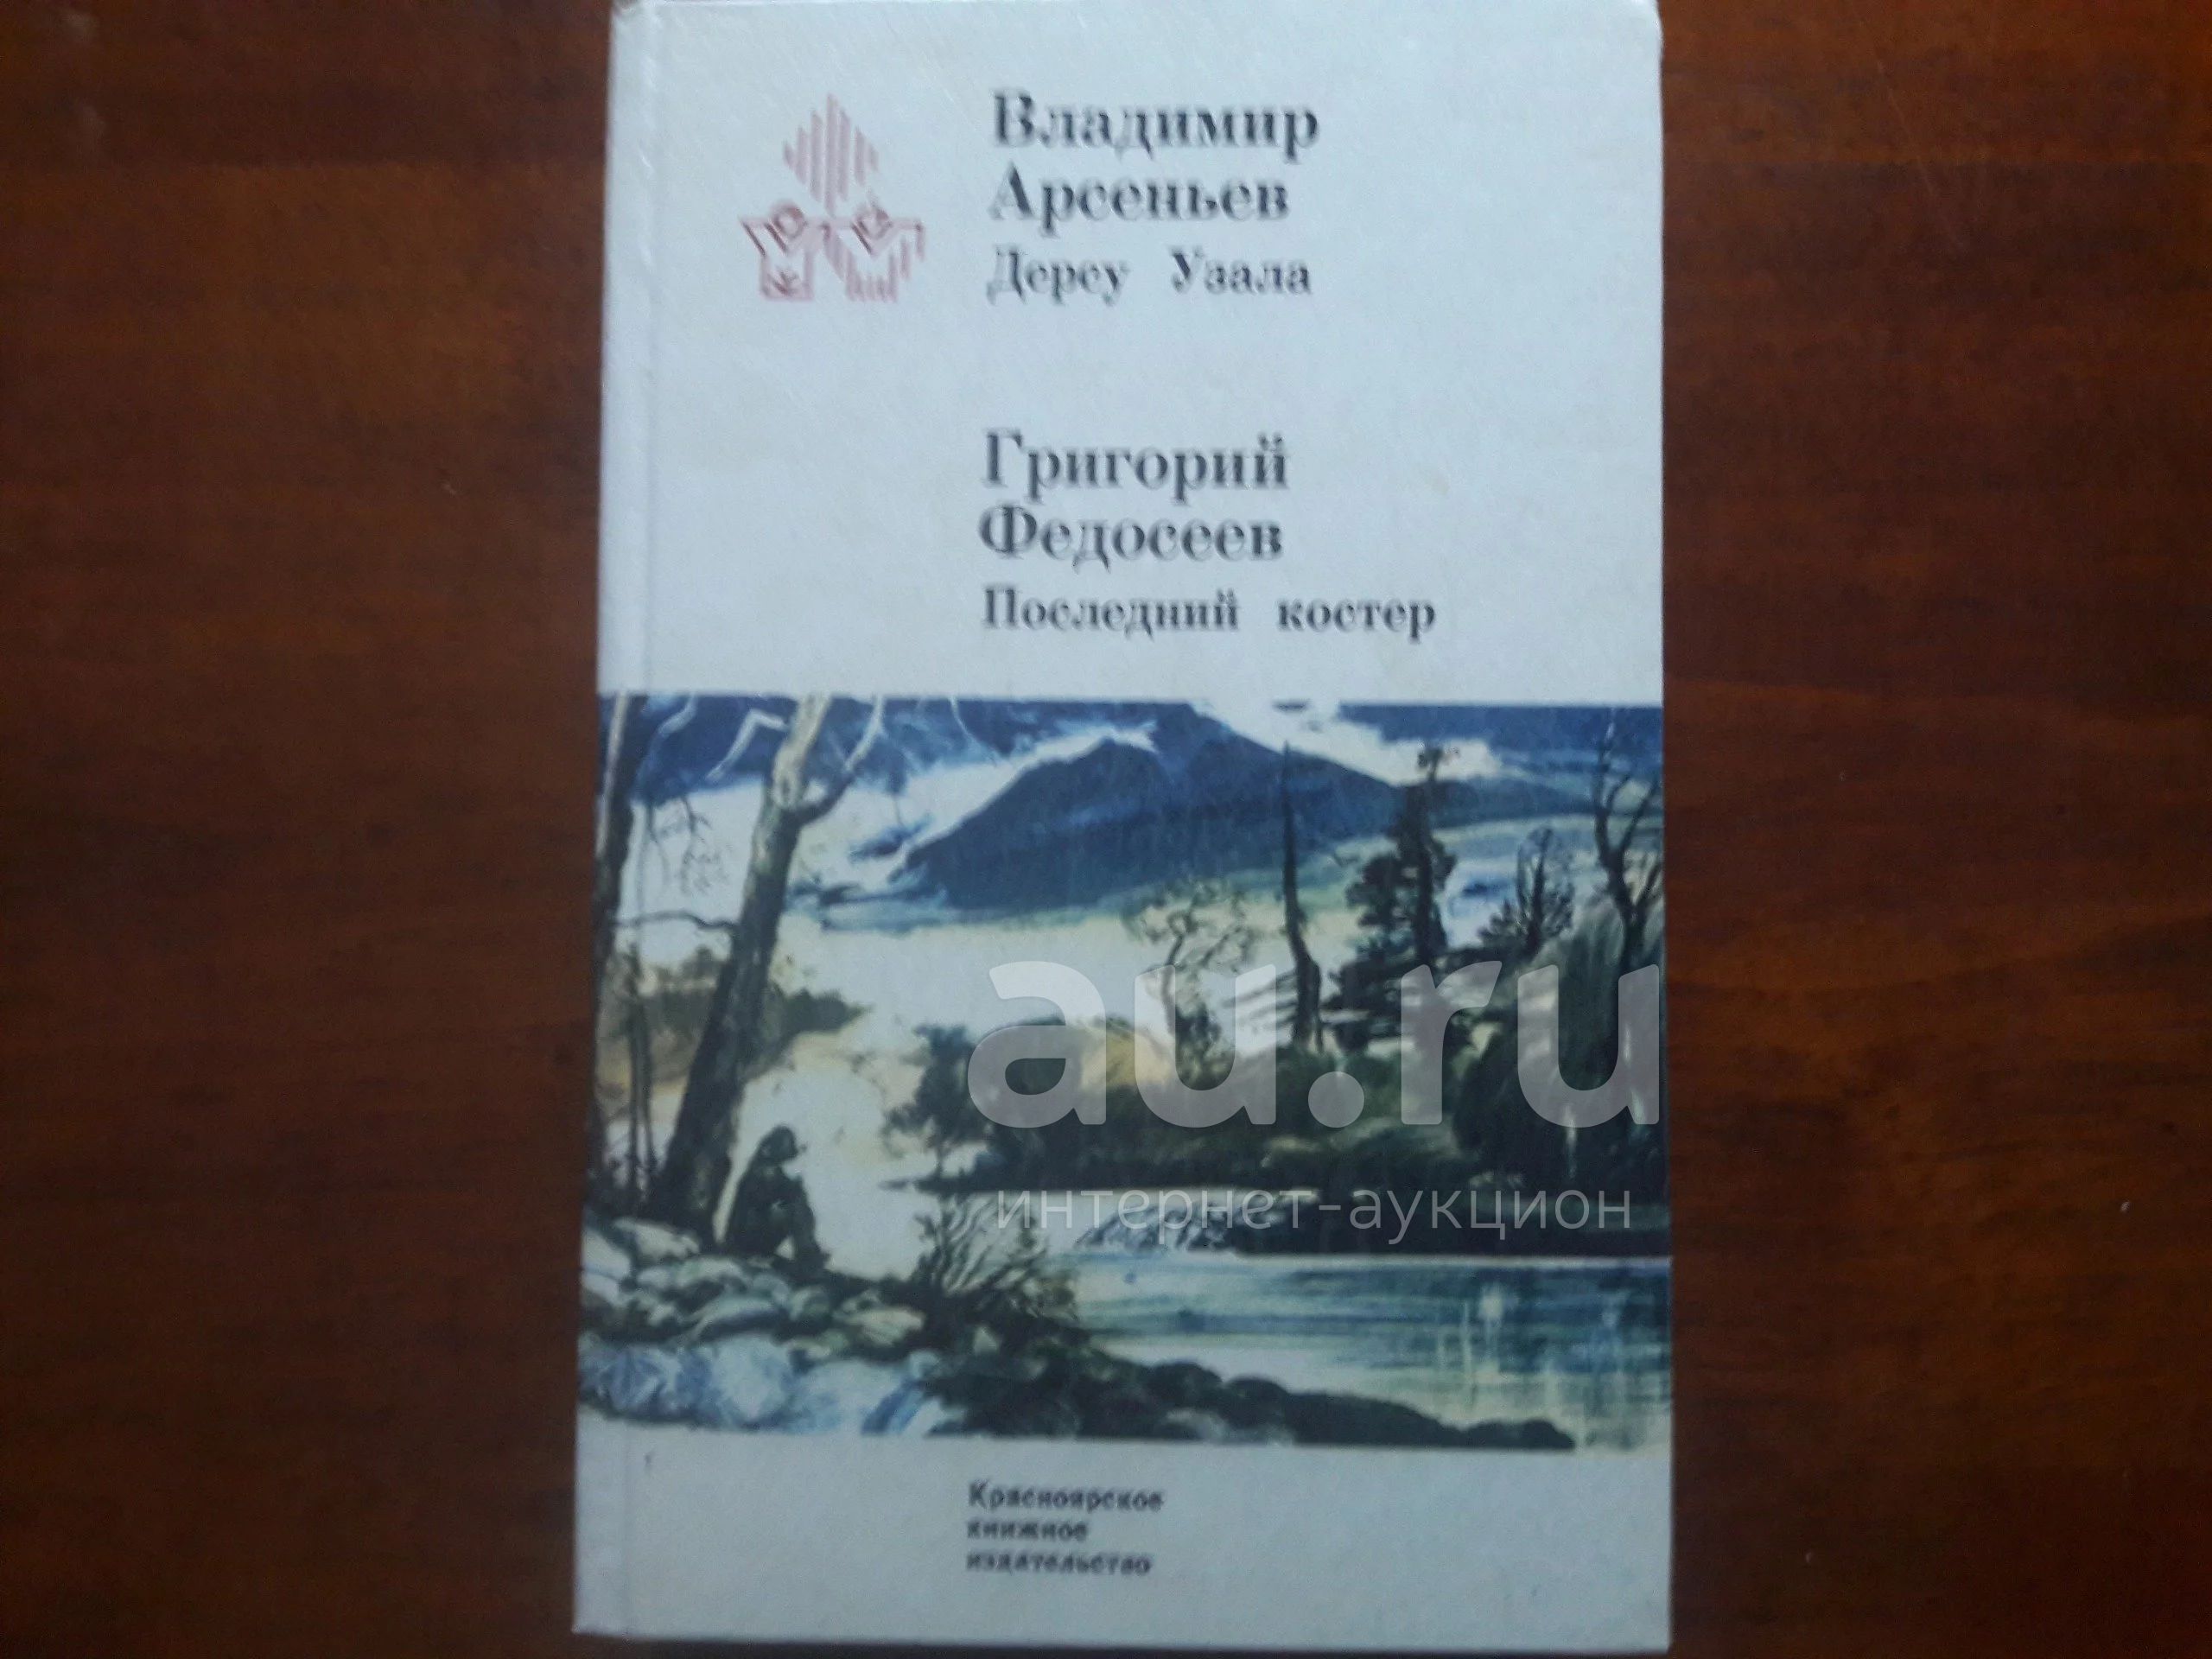 Владимир
Арсеньев
Дерсу Узала
Григорий
Федосеев
Последний костер
au.ru
интернет-аукцион
Красноярское
книжное
издательство